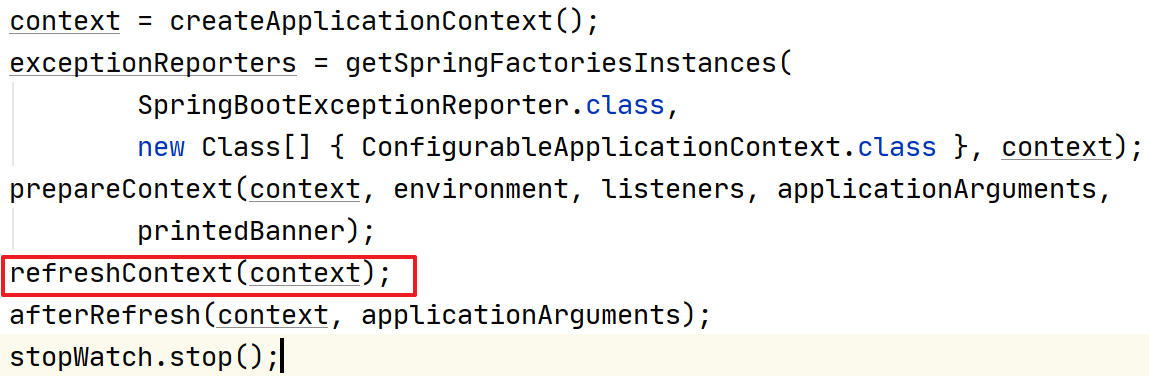 context = createApplicationContext();
exceptionReporters = getSpringFactoriesInstances(
        SpringBootExceptionReporter.class,
        new Class[] { ConfigurableApplicationContext.class }, context);
prepareContext(context, environment, listeners, applicationArguments,
        printedBanner);
refreshContext(context);
afterRefresh(context, applicationArguments);
stopWatch.stop();